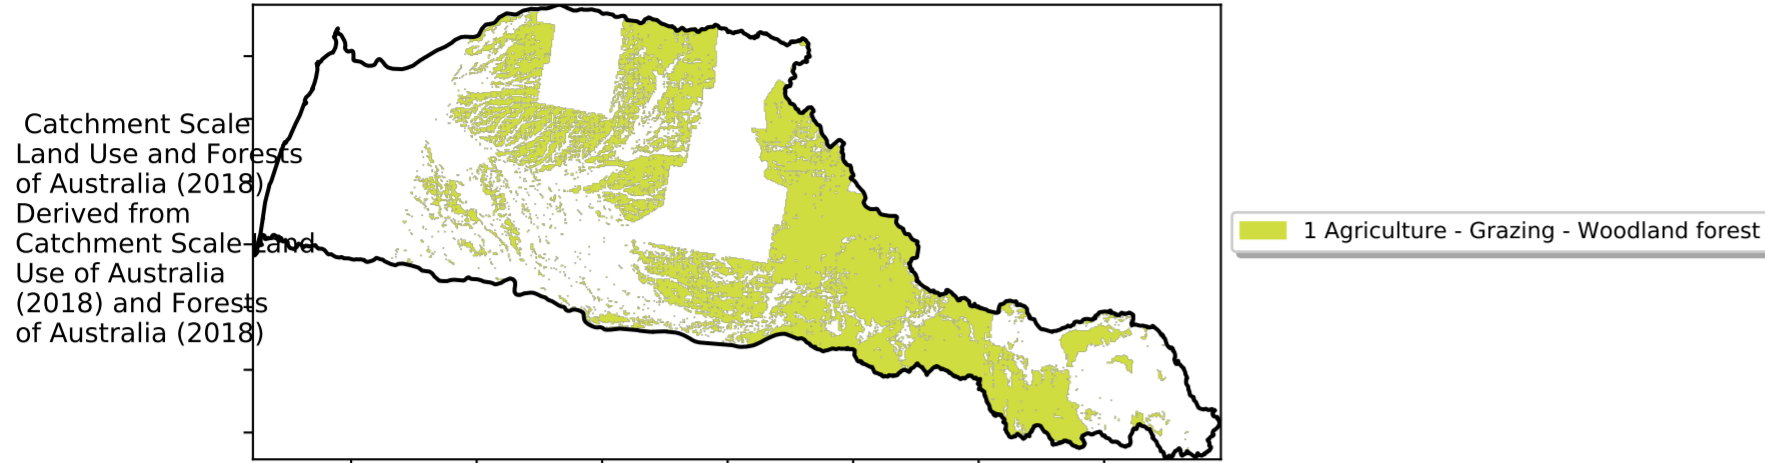 Catchment Scale
Land Use and Forests
of Australia (2018)
Derived from
Catchment Scale Land
Use of Australia
(2018) and Forests
of Australia (2018)
1 Agriculture - Grazing - Woodland forest